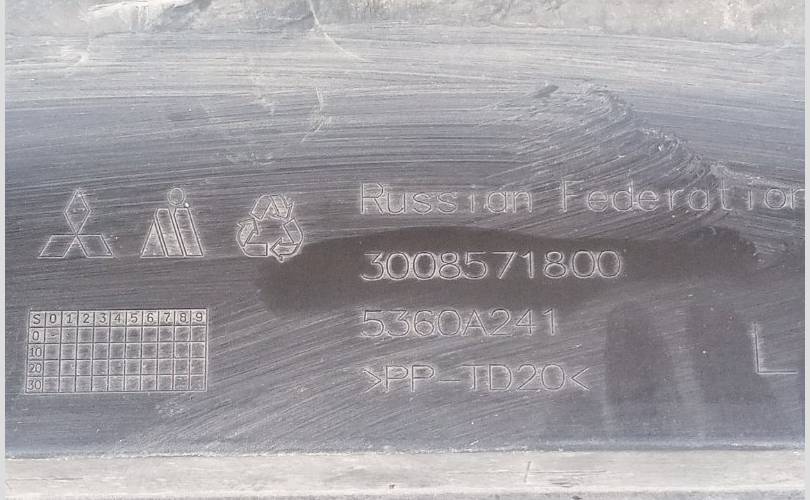 Russian Federation
3008571800
5360A241
>PP-TD20<
L
S 0 1 2 3 4 5 6 7 8 9
0
10
20
30